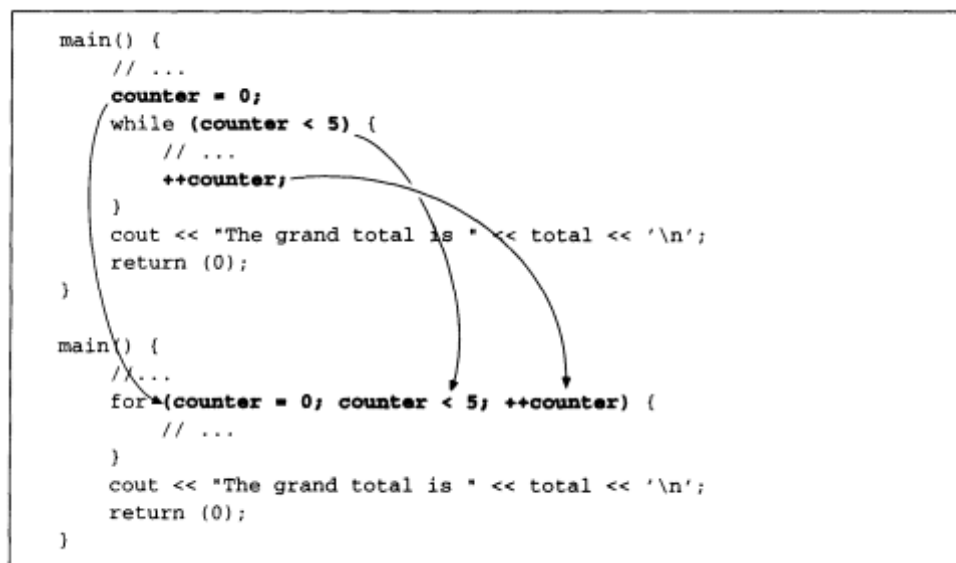 main() {
// ...
counter = 0;
while (counter < 5) {
// ...
++counter;
}
cout << "The grand total is " << total << '\n';
return (0);
}
main() {
//...
for (counter = 0; counter < 5; ++counter) {
// ...
}
cout << "The grand total is " << total << '\n';
return (0);
}